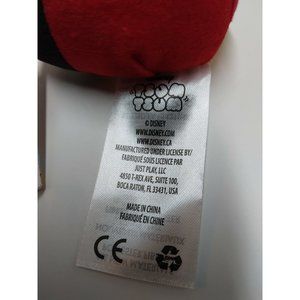 TSUM
TSUM
© DISNEY
WWW.DISNEY.COM
WWW.DISNEY.CA
MANUFACTURED UNDER LICENSE BY/
FABRIQUÉ SOUS LICENCE PAR
JUST PLAY, LLC
4850 T-REX AVE, SUITE 100,
BOCA RATON, FL 33431, USA
MADE IN CHINA
FABRIQUÉ EN CHINE
CE